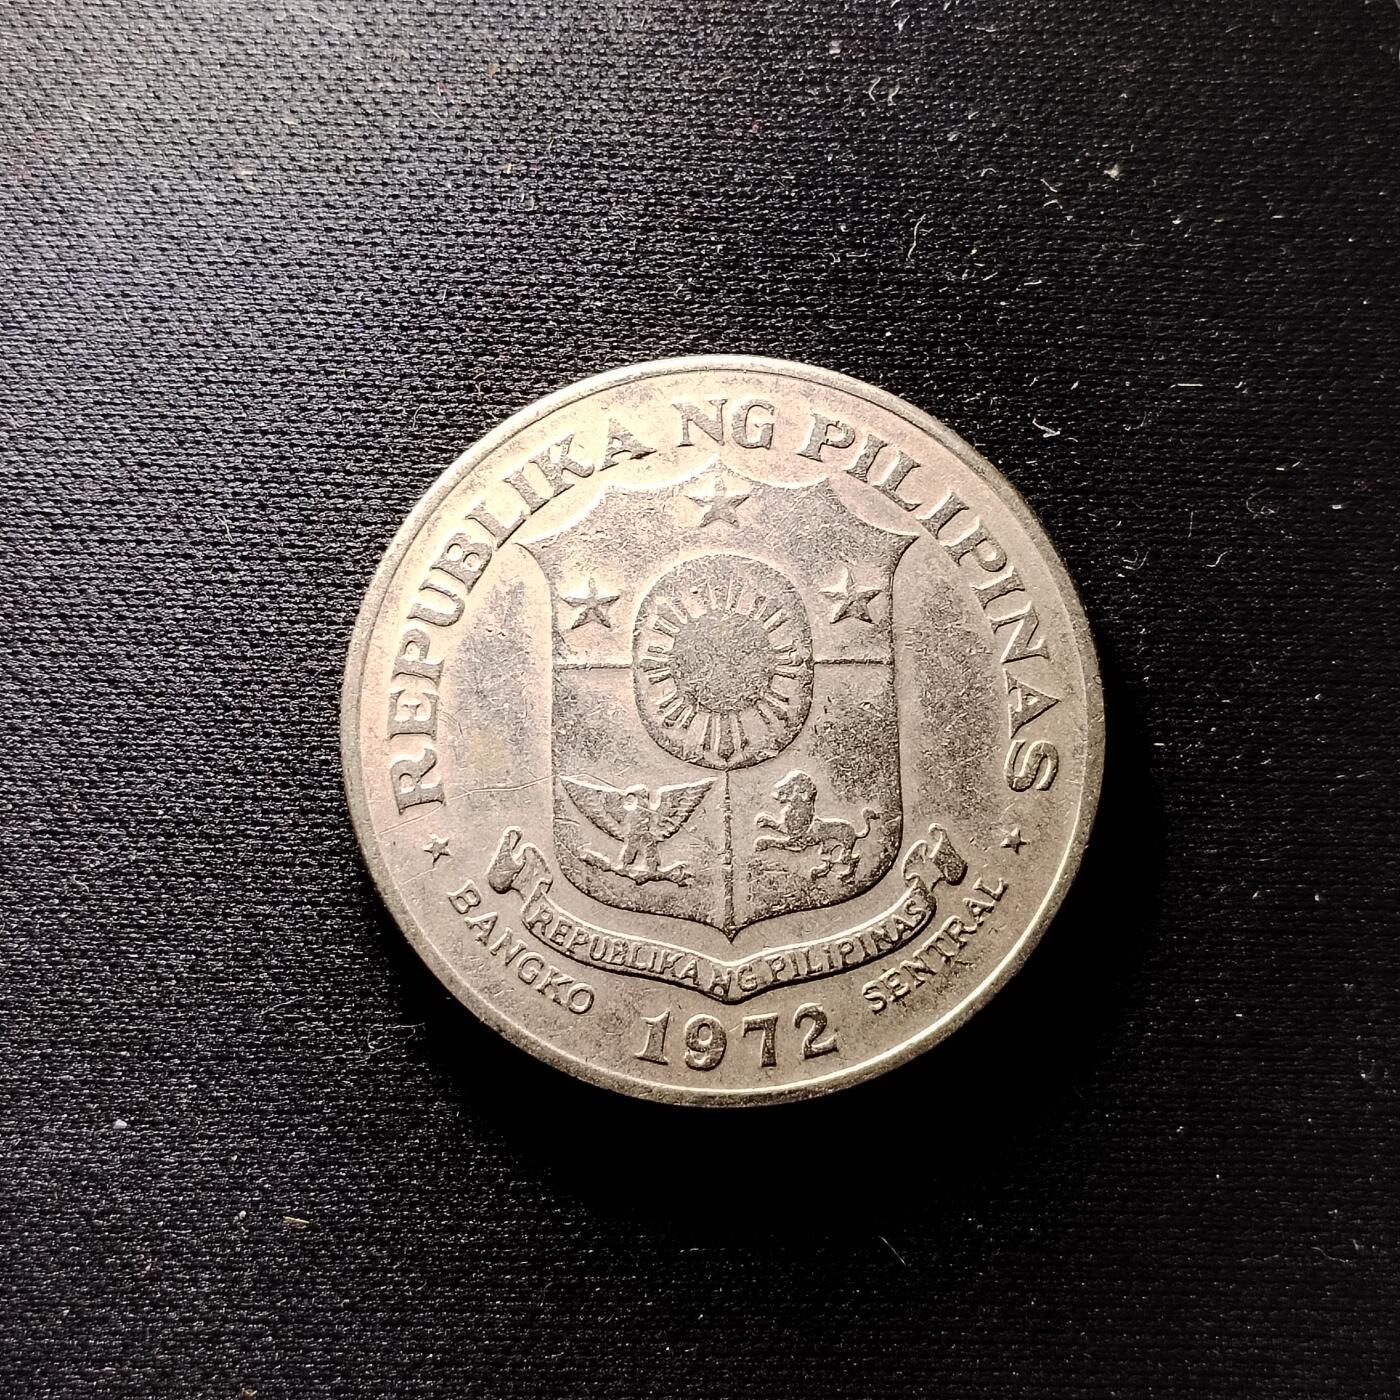 REPUBLIKA NG PILIPINAS
REPUBLIKA NG PILIPINAS
BANGKO SENTRAL
1972